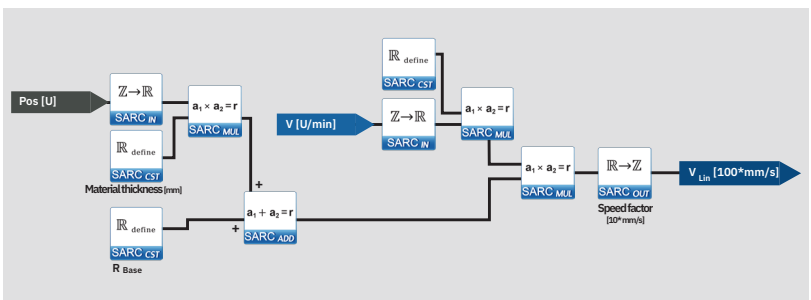 Pos [U]
ℤ→ℝ
SARC IN
a₁ × a₂ = r
SARC MUL
ℝ define
SARC CST
Material thickness [mm]
ℝ define
SARC CST
R Base
+
+
a₁ + a₂ = r
SARC ADD
ℝ define
SARC CST
V [U/min]
ℤ→ℝ
SARC IN
a₁ × a₂ = r
SARC MUL
a₁ × a₂ = r
SARC MUL
ℝ→ℤ
SARC OUT
Speed factor
[10*mm/s]
V Lin [100*mm/s]